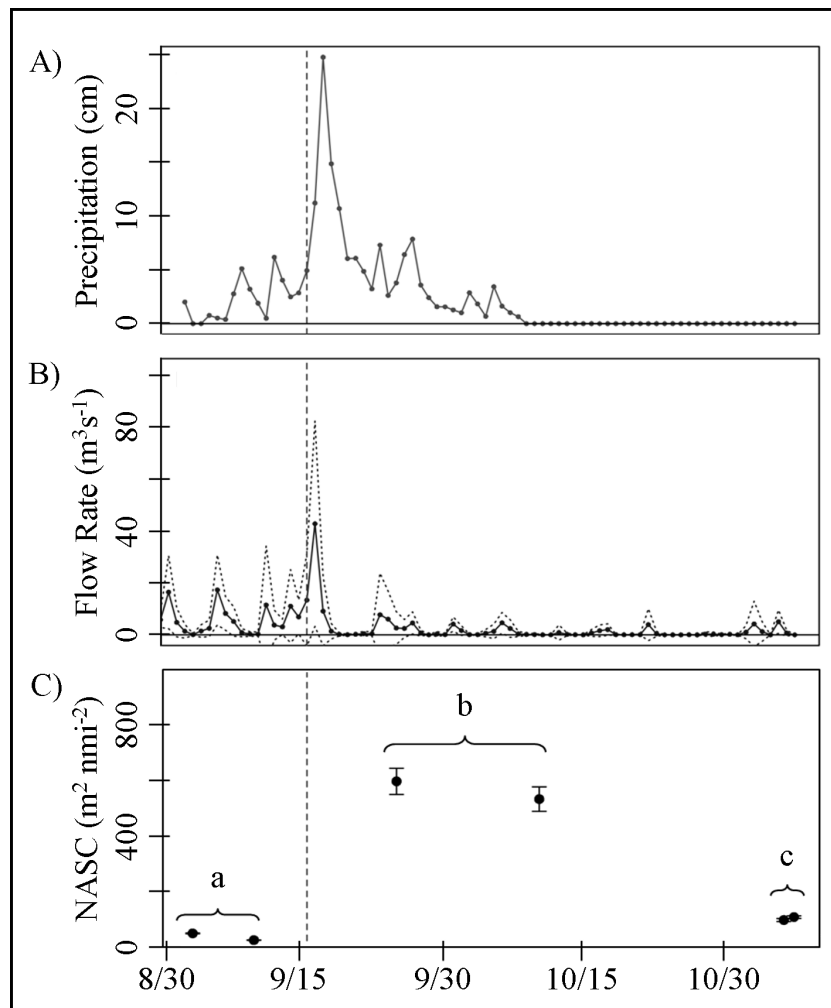 A)
Precipitation (cm)
20
10
0
B)
Flow Rate (m³s⁻¹)
80
40
0
C)
NASC (m² nmi⁻²)
800
400
0
a
b
c
8/30 9/15 9/30 10/15 10/30